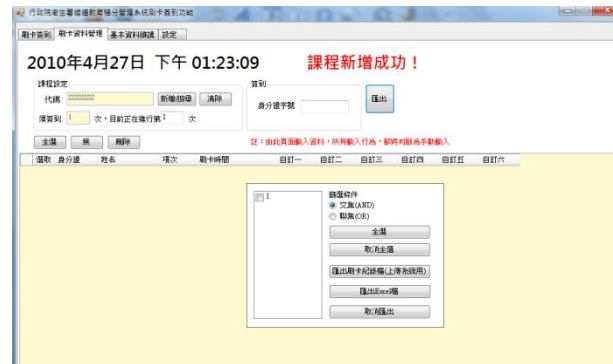 行政院衛生署繼續教育積分管理系統刷卡簽到功能
刷卡簽到 刷卡資料管理 基本資料維護 設定
2010年4月27日 下午 01:23:09 課程新增成功！
課程設定 簽到
代碼 新增/搜尋 清除 身分證字號 匯出
須簽到 1 次，目前正在進行第 1 次
全選 無 刪除 註：由此頁面輸入資料，所有輸入行為，都將判斷為手動輸入
選取 身分證 姓名 項次 刷卡時間 自訂一 自訂二 自訂三 自訂四 自訂五 自訂六
1 篩選條件
交集(AND)
聯集(OR)
全選
取消全選
匯出刷卡紀錄檔(上傳系統用)
匯出Excel檔
取消匯出